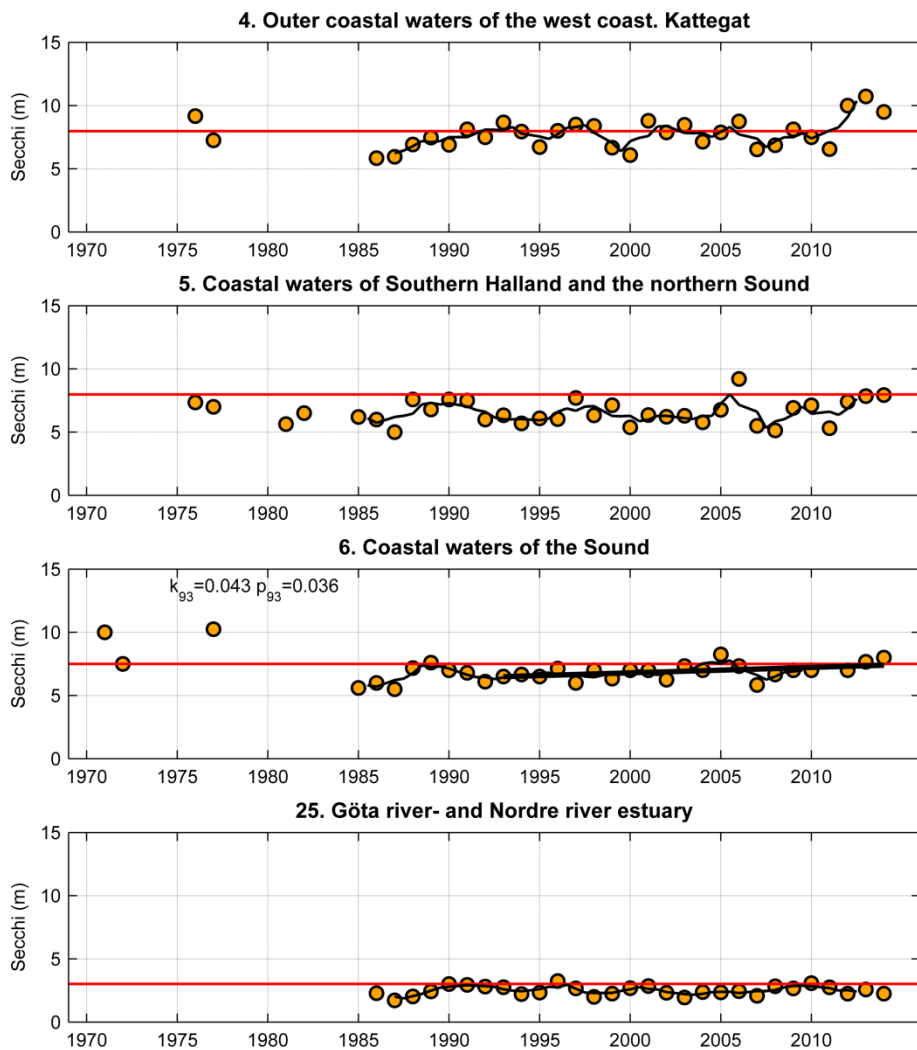 4. Outer coastal waters of the west coast. Kattegat
15
10
5
0
Secchi (m)
1970 1975 1980 1985 1990 1995 2000 2005 2010
5. Coastal waters of Southern Halland and the northern Sound
15
10
5
0
Secchi (m)
1970 1975 1980 1985 1990 1995 2000 2005 2010
6. Coastal waters of the Sound
k93=0.043 p93=0.036
15
10
5
0
Secchi (m)
1970 1975 1980 1985 1990 1995 2000 2005 2010
25. Göta river- and Nordre river estuary
15
10
5
0
Secchi (m)
1970 1975 1980 1985 1990 1995 2000 2005 2010